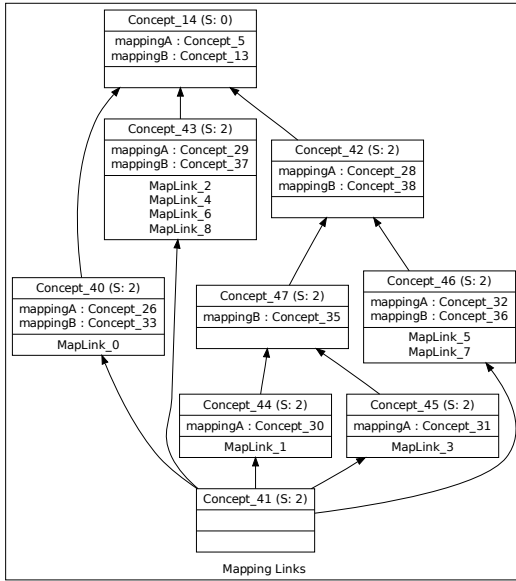 Concept_14 (S: 0)
mappingA : Concept_5
mappingB : Concept_13
Concept_43 (S: 2)
mappingA : Concept_29
mappingB : Concept_37
MapLink_2
MapLink_4
MapLink_6
MapLink_8
Concept_42 (S: 2)
mappingA : Concept_28
mappingB : Concept_38
Concept_40 (S: 2)
mappingA : Concept_26
mappingB : Concept_33
MapLink_0
Concept_47 (S: 2)
mappingB : Concept_35
Concept_46 (S: 2)
mappingA : Concept_32
mappingB : Concept_36
MapLink_5
MapLink_7
Concept_44 (S: 2)
mappingA : Concept_30
MapLink_1
Concept_45 (S: 2)
mappingA : Concept_31
MapLink_3
Concept_41 (S: 2)
Mapping Links